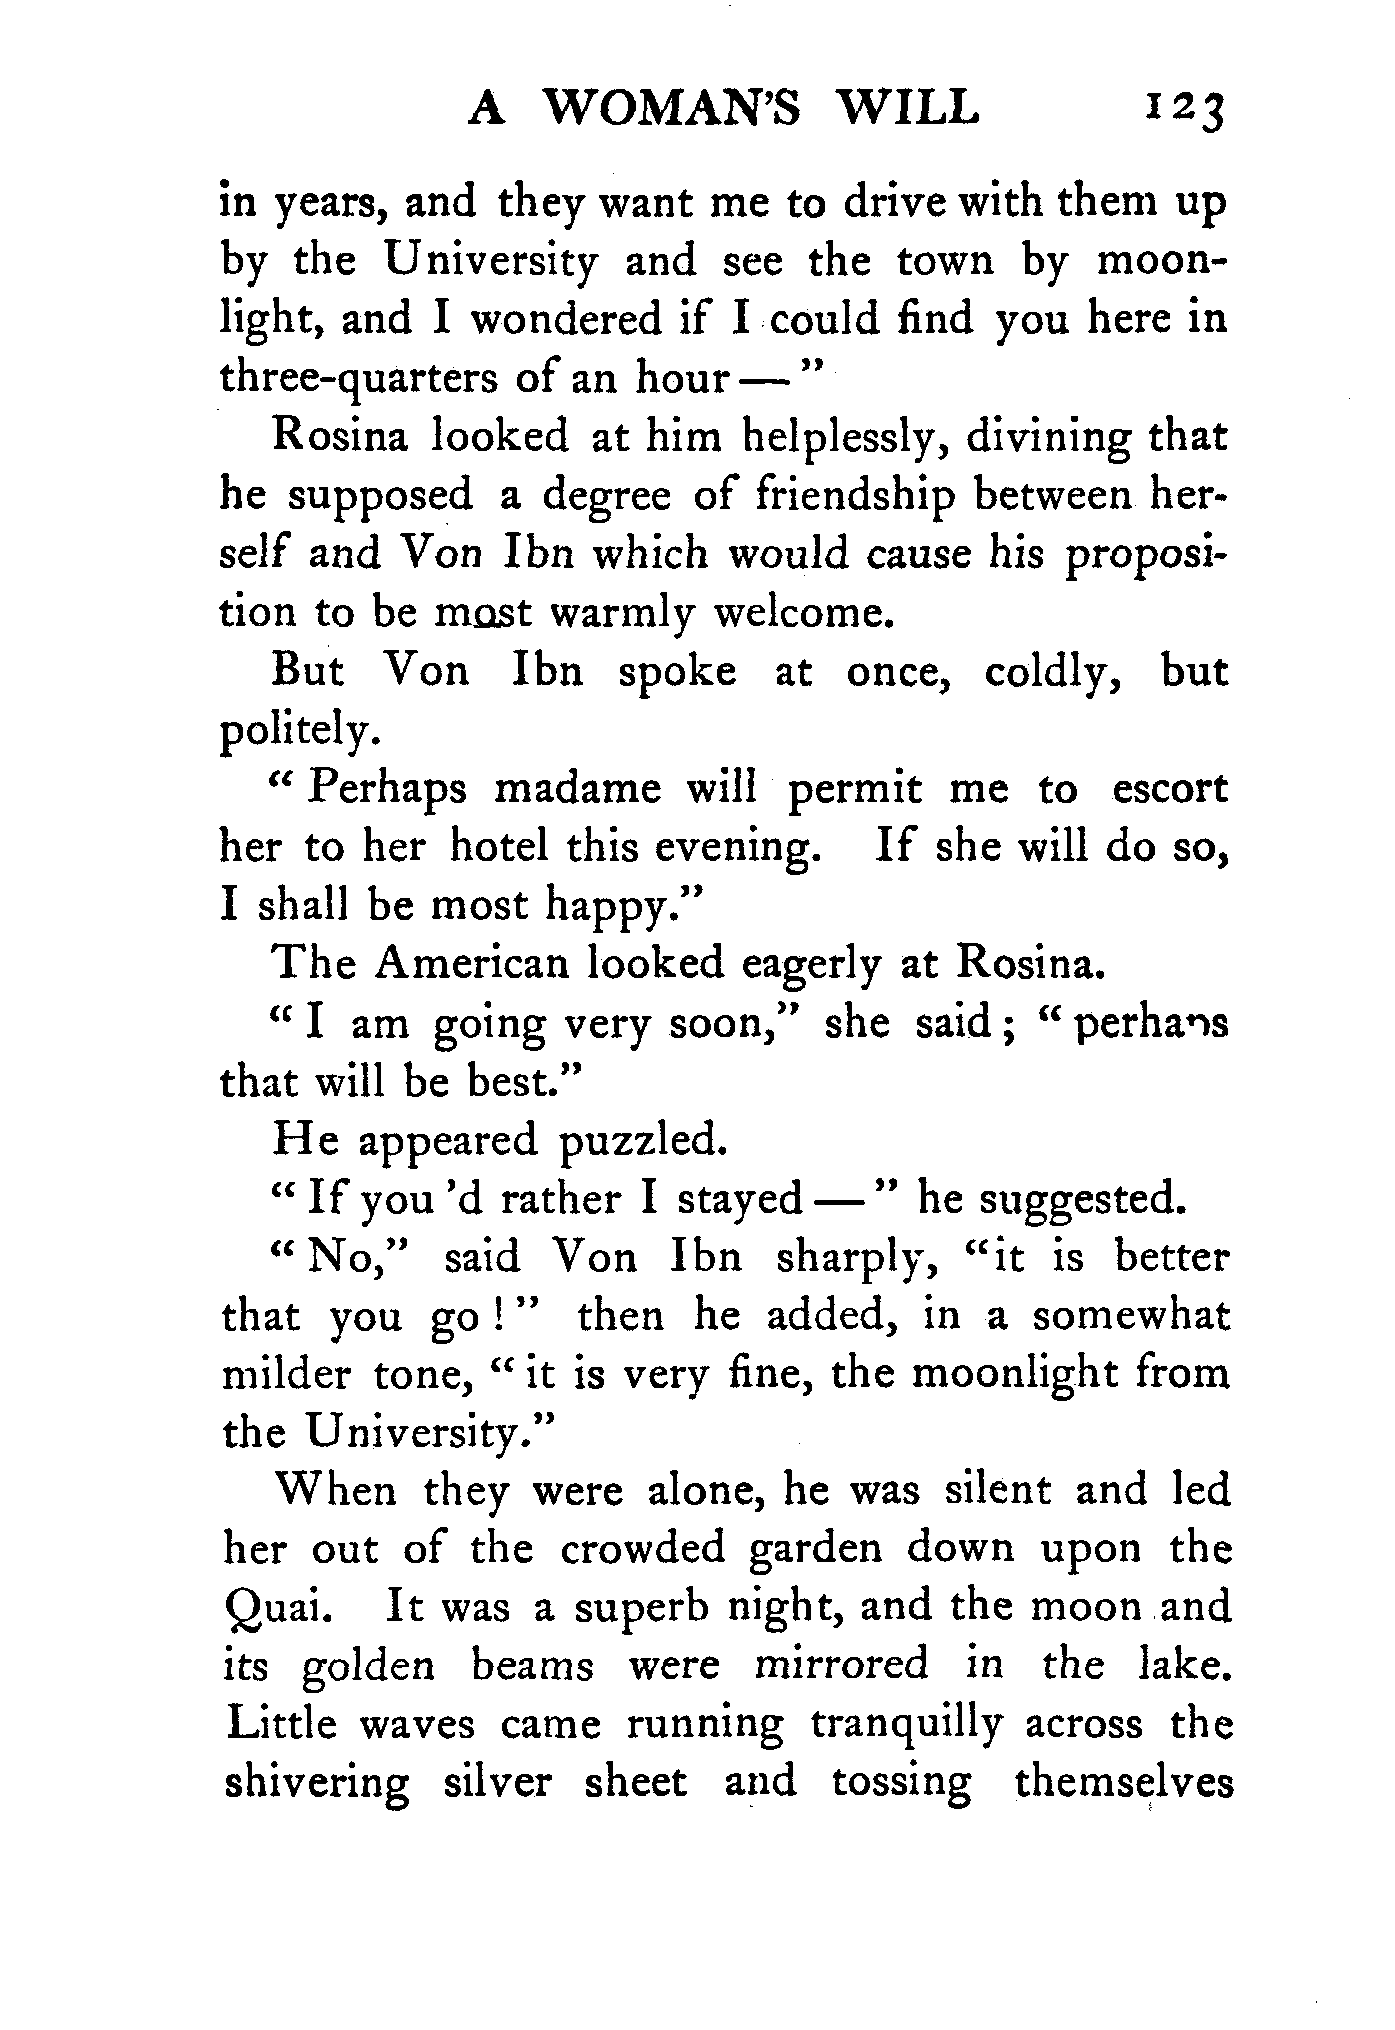 A WOMAN'S WILL 123
in years, and they want me to drive with them up
by the University and see the town by moon-
light, and I wondered if I could find you here in
three-quarters of an hour — "
Rosina looked at him helplessly, divining that
he supposed a degree of friendship between her-
self and Von Ibn which would cause his proposi-
tion to be most warmly welcome.
But Von Ibn spoke at once, coldly, but
politely.
" Perhaps madame will permit me to escort
her to her hotel this evening. If she will do so,
I shall be most happy."
The American looked eagerly at Rosina.
" I am going very soon," she said ; " perhaps
that will be best."
He appeared puzzled.
" If you 'd rather I stayed — " he suggested.
" No," said Von Ibn sharply, "it is better
that you go ! " then he added, in a somewhat
milder tone, " it is very fine, the moonlight from
the University."
When they were alone, he was silent and led
her out of the crowded garden down upon the
Quai. It was a superb night, and the moon and
its golden beams were mirrored in the lake.
Little waves came running tranquilly across the
shivering silver sheet and tossing themselves